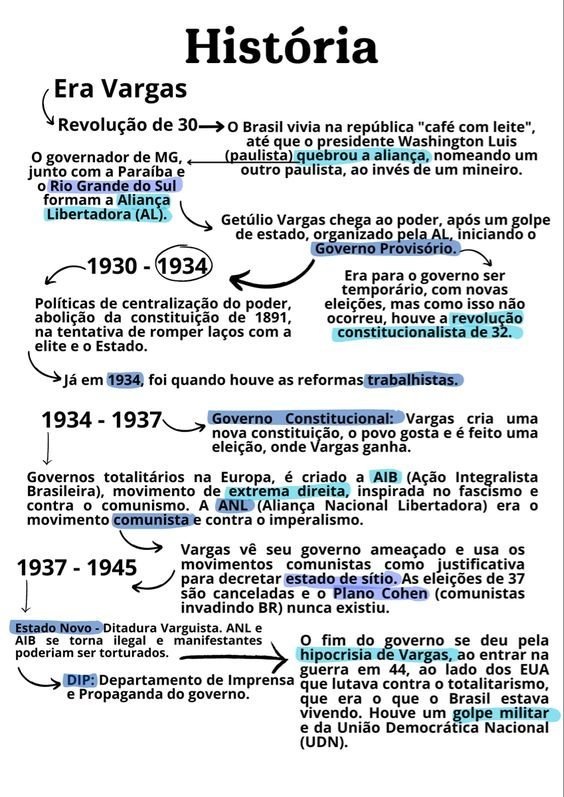 História
Era Vargas
Revolução de 30
O Brasil vivia na república "café com leite",
até que o presidente Washington Luis
(paulista) quebrou a aliança, nomeando um
outro paulista, ao invés de um mineiro.
O governador de MG,
junto com a Paraíba e
o Rio Grande do Sul
formam a Aliança
Libertadora (AL).
Getúlio Vargas chega ao poder, após um golpe
de estado, organizado pela AL, iniciando o
Governo Provisório.
1930 - 1934
Era para o governo ser
temporário, com novas
eleições, mas como isso não
ocorreu, houve a revolução
constitucionalista de 32.
Políticas de centralização do poder,
abolição da constituição de 1891,
na tentativa de romper laços com a
elite e o Estado.
Já em 1934, foi quando houve as reformas trabalhistas.
1934 - 1937
Governo Constitucional: Vargas cria uma
nova constituição, o povo gosta e é feito uma
eleição, onde Vargas ganha.
Governos totalitários na Europa, é criado a AIB (Ação Integralista
Brasileira), movimento de extrema direita, inspirada no fascismo e
contra o comunismo. A ANL (Aliança Nacional Libertadora) era o
movimento comunista e contra o imperalismo.
Vargas vê seu governo ameaçado e usa os
movimentos comunistas como justificativa
para decretar estado de sítio. As eleições de 37
são canceladas e o Plano Cohen (comunistas
invadindo BR) nunca existiu.
1937 - 1945
Estado Novo - Ditadura Varguista. ANL e
AIB se torna ilegal e manifestantes
poderiam ser torturados.
DIP: Departamento de Imprensa
e Propaganda do governo.
O fim do governo se deu pela
hipocrisia de Vargas, ao entrar na
guerra em 44, ao lado dos EUA
que lutava contra o totalitarismo,
que era o que o Brasil estava
vivendo. Houve um golpe militar
e da União Democrática Nacional
(UDN).